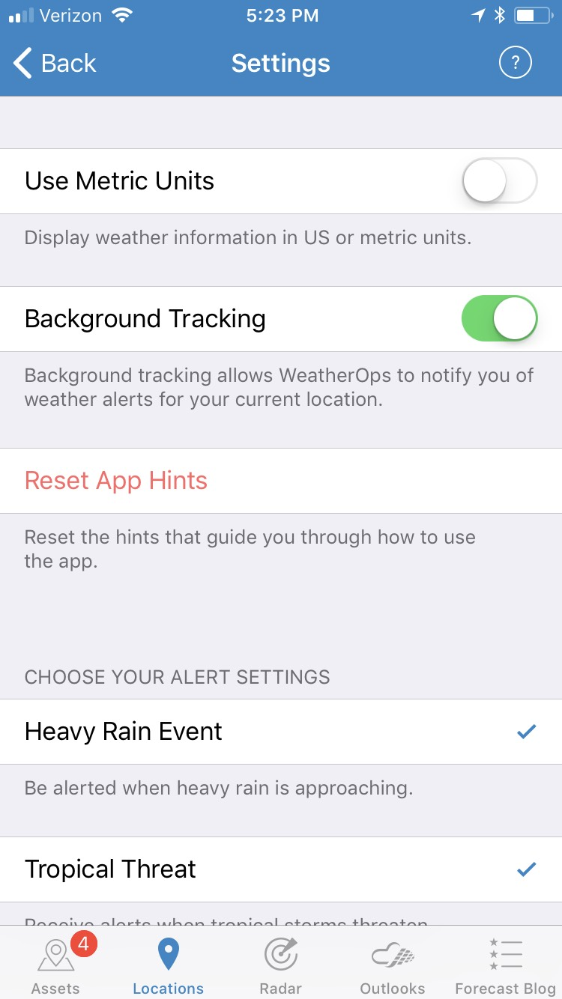 Verizon 5:23 PM
Back Settings ?
Use Metric Units
Display weather information in US or metric units.
Background Tracking
Background tracking allows WeatherOps to notify you of
weather alerts for your current location.
Reset App Hints
Reset the hints that guide you through how to use
the app.
CHOOSE YOUR ALERT SETTINGS
Heavy Rain Event
Be alerted when heavy rain is approaching.
Tropical Threat
Receive alerts when tropical storms threaten
4
Assets Locations Radar Outlooks Forecast Blog